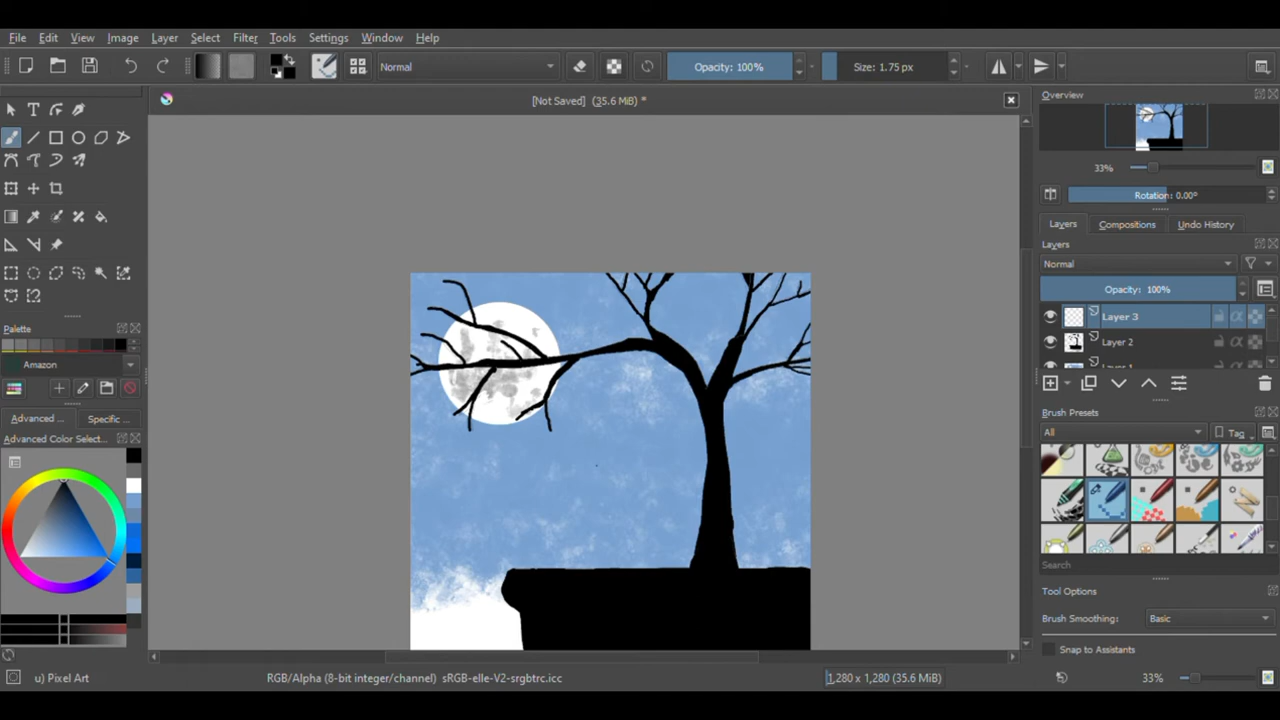 File Edit View Image Layer Select Filter Tools Settings Window Help
Normal Opacity: 100% Size: 1.75 px
[Not Saved] (35.6 MiB) *
Overview
33%
Rotation: 0.00°
Layers Compositions Undo History
Layers
Normal
Opacity: 100%
Layer 3
Layer 2
Layer 1
Brush Presets
All Tag
Search
Tool Options
Brush Smoothing: Basic
Snap to Assistants
Palette
Amazon
Advanced ... Specific ...
Advanced Color Select...
u) Pixel Art RGB/Alpha (8-bit integer/channel) sRGB-elle-V2-srgbtrc.icc 1,280 x 1,280 (35.6 MiB) 33%